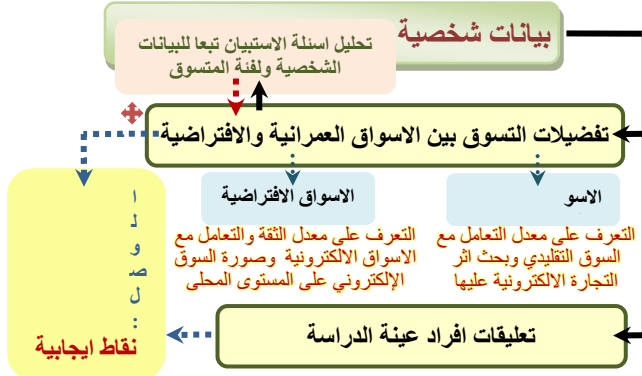 بيانات شخصية
تحليل اسئلة الاستبيان تبعا للبيانات
الشخصية ولفئة المتسوق
تفضيلات التسوق بين الاسواق العمرانية والافتراضية
الاسو
التعرف على معدل التعامل مع
السوق التقليدي وبحث اثر
التجارة الالكترونية عليها
الاسواق الافتراضية
التعرف على معدل الثقة والتعامل مع
الاسواق الالكترونية وصورة السوق
الإلكتروني على المستوى المحلى
ا
ل
و
ص
و
ل
:
نقاط ايجابية
تعليقات افراد عينة الدراسة